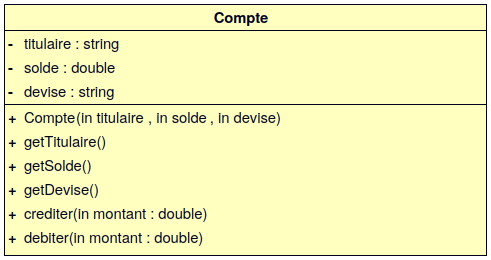 Compte
- titulaire : string
- solde : double
- devise : string
+ Compte(in titulaire , in solde , in devise)
+ getTitulaire()
+ getSolde()
+ getDevise()
+ crediter(in montant : double)
+ debiter(in montant : double)